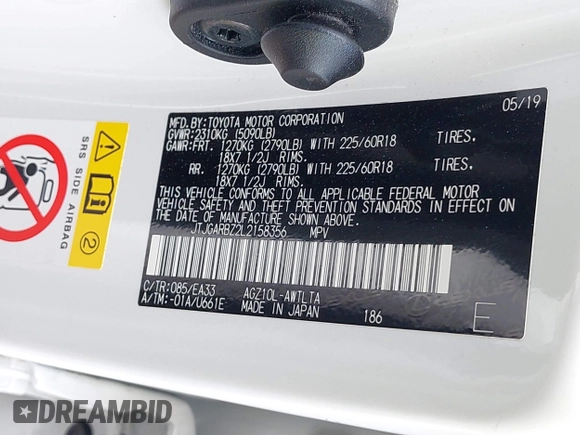 05/19
MFD. BY: TOYOTA MOTOR CORPORATION
GVWR: 2310KG (5090LB)
GAWR: FRT. 1270KG (2790LB) WITH 225/60R18 TIRES.
18X7 1/2J RIMS.
RR. 1270KG (2790LB) WITH 225/60R18 TIRES.
18X7 1/2J RIMS.
THIS VEHICLE CONFORMS TO ALL APPLICABLE FEDERAL MOTOR
VEHICLE SAFETY AND THEFT PREVENTION STANDARDS IN EFFECT ON
THE DATE OF MANUFACTURE SHOWN ABOVE.
JTJGARBZ2L2158356 MPV
C/TR: 085/EA33 AGZ10L-AWTLTA
A/TM: -01A/U661E MADE IN JAPAN 186 E
SRS SIDE AIRBAG 2
DREAMBID